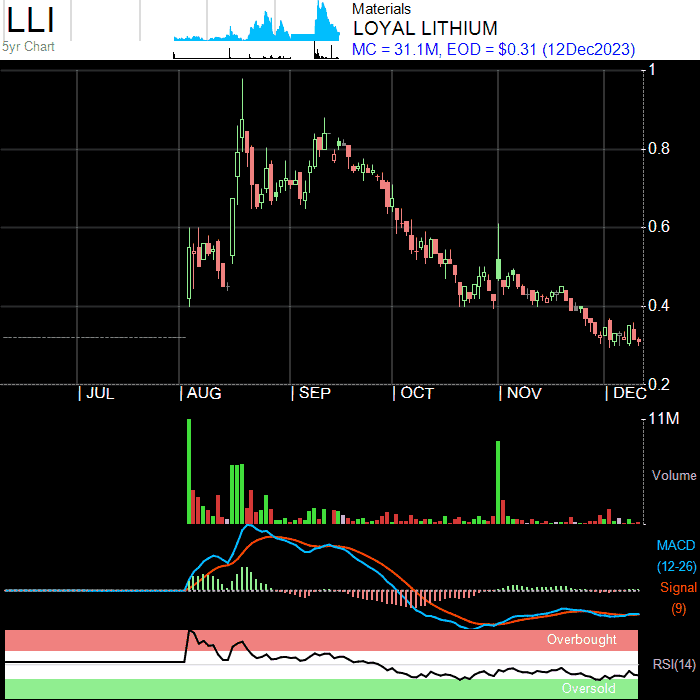 LLI
5yr Chart
Materials
LOYAL LITHIUM
MC = 31.1M, EOD = $0.31 (12Dec2023)
1
0.8
0.6
0.4
0.2
| JUL | AUG | SEP | OCT | NOV | DEC
11M
Volume
MACD
(12-26)
Signal
(9)
Overbought
RSI(14)
Oversold